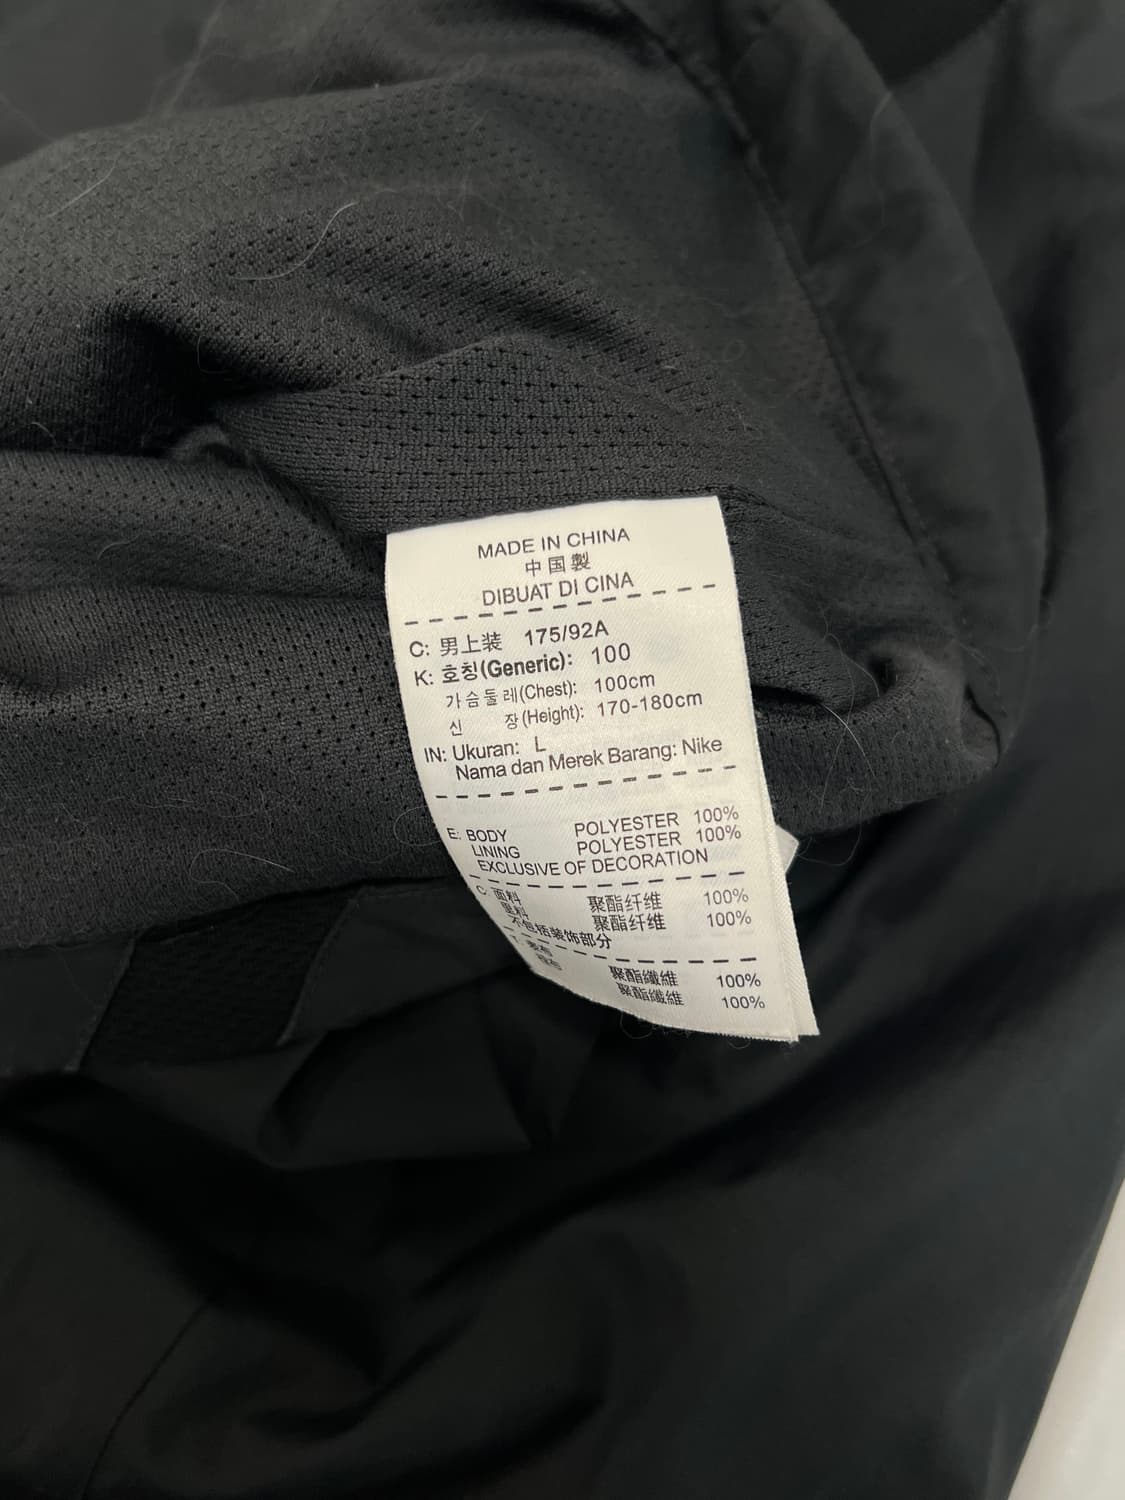 MADE IN CHINA
中国製
DIBUAT DI CINA
C: 男上装 175/92A
K: 호칭(Generic): 100
가슴둘레(Chest): 100cm
신 장(Height): 170-180cm
IN: Ukuran: L
Nama dan Merek Barang: Nike
E: BODY POLYESTER 100%
LINING POLYESTER 100%
EXCLUSIVE OF DECORATION
C: 面料 聚酯纤维 100%
里料 聚酯纤维 100%
不包括装饰部分
T: 表布 聚酯纖維 100%
裡布 聚酯纖維 100%